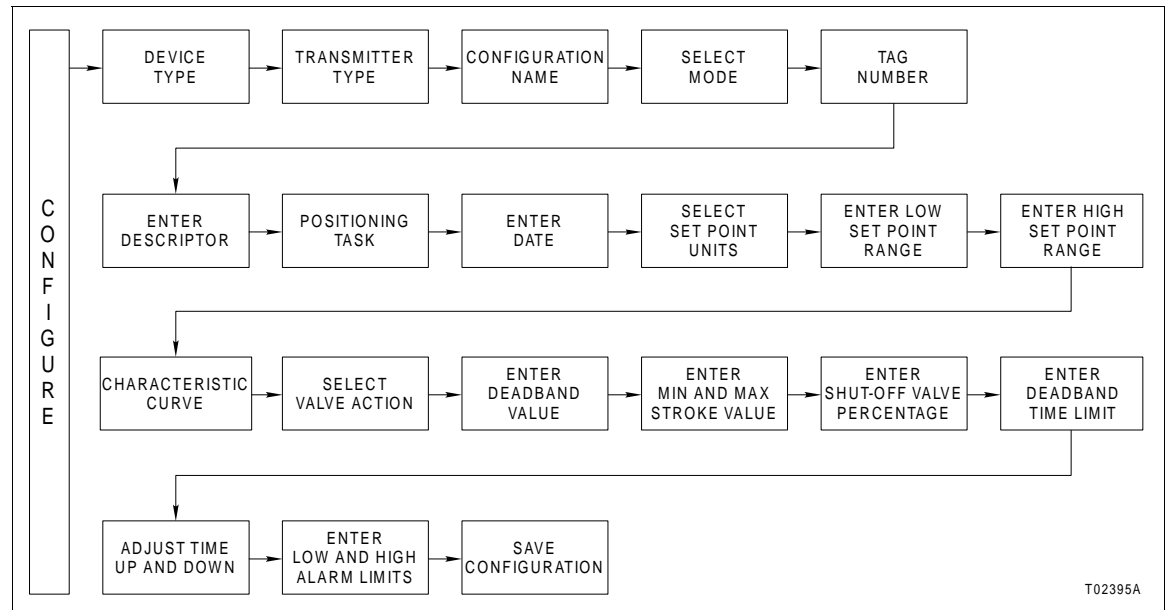 CONFIGURE
DEVICE
TYPE
TRANSMITTER
TYPE
CONFIGURATION
NAME
SELECT
MODE
TAG
NUMBER
ENTER
DESCRIPTOR
POSITIONING
TASK
ENTER
DATE
SELECT
SET POINT
UNITS
ENTER LOW
SET POINT
RANGE
ENTER HIGH
SET POINT
RANGE
CHARACTERISTIC
CURVE
SELECT
VALVE ACTION
ENTER
DEADBAND
VALUE
ENTER
MIN AND MAX
STROKE VALUE
ENTER
SHUT-OFF VALVE
PERCENTAGE
ENTER
DEADBAND
TIME LIMIT
ADJUST TIME
UP AND DOWN
ENTER
LOW AND HIGH
ALARM LIMITS
SAVE
CONFIGURATION
T02395A